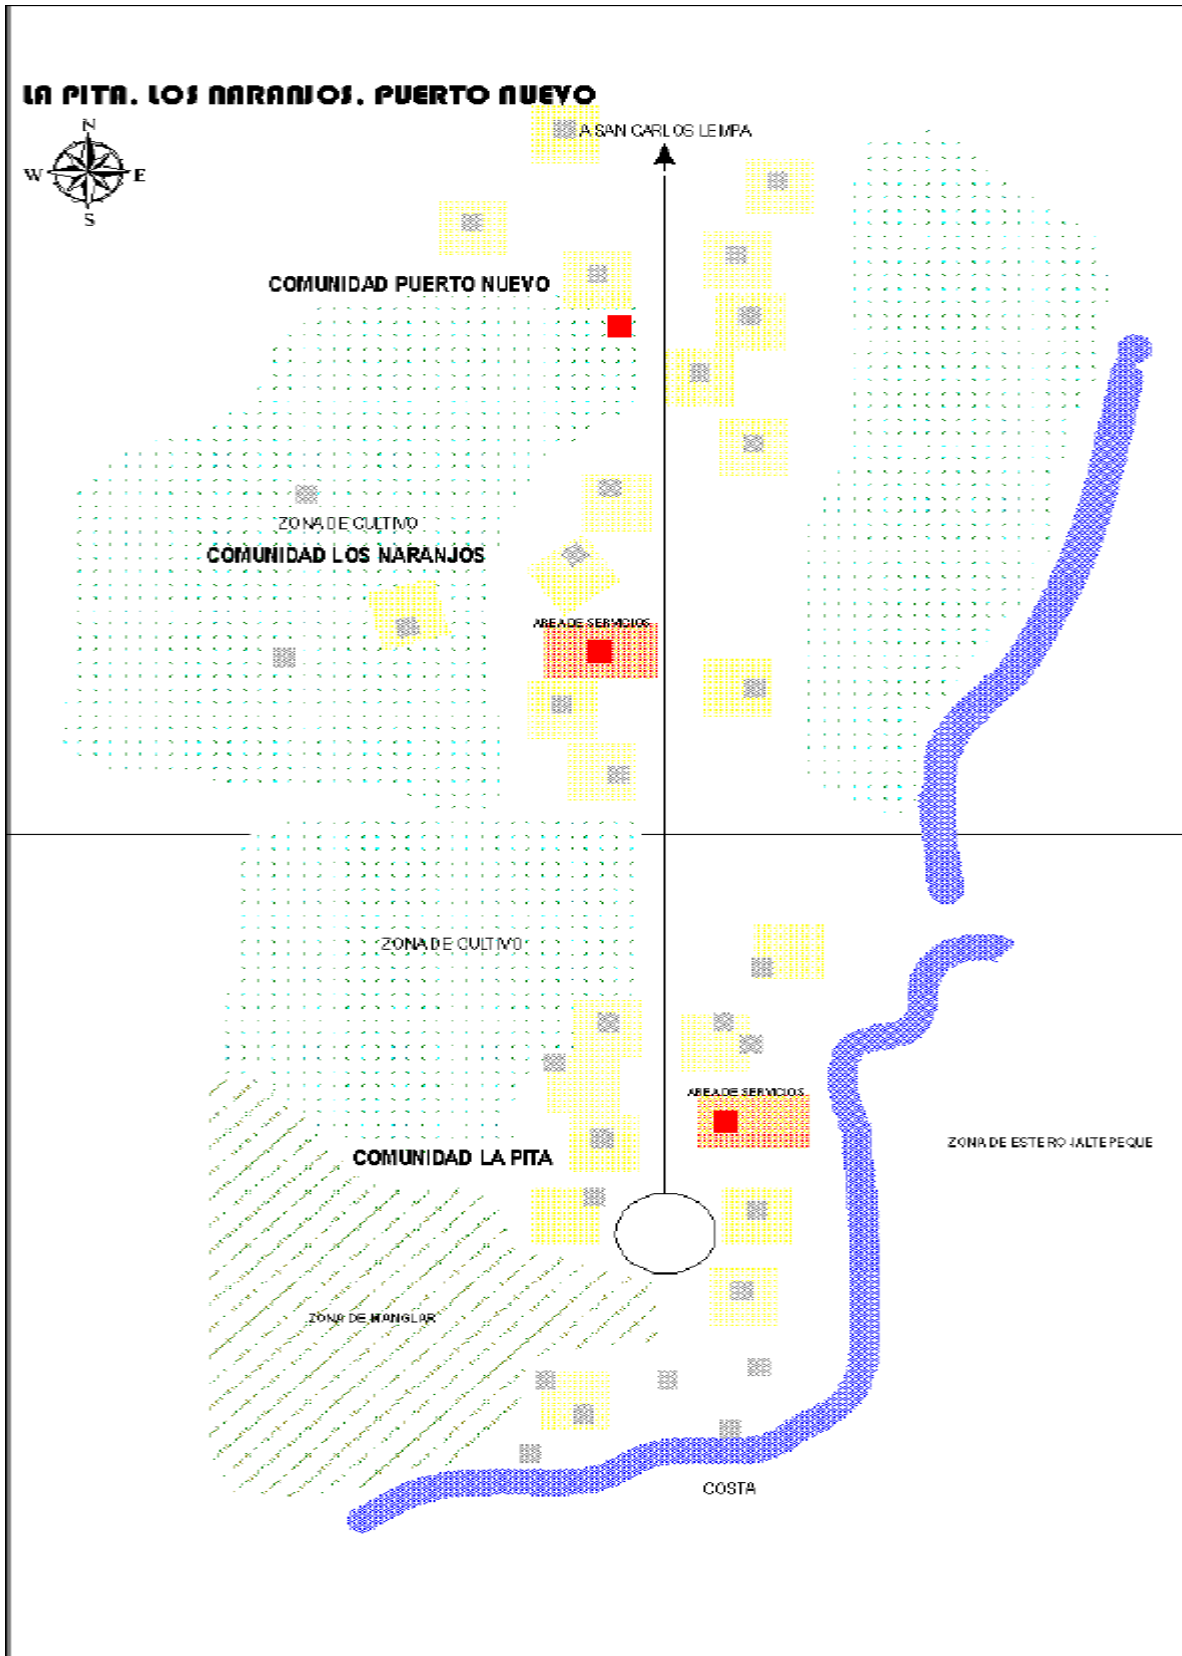 LA PITA, LOS NARANJOS, PUERTO NUEVO
N
W E
S
A SAN CARLOS LEMPA
COMUNIDAD PUERTO NUEVO
ZONA DE CULTIVO
COMUNIDAD LOS NARANJOS
AREA DE SERVICIOS
ZONA DE CULTIVO
AREA DE SERVICIOS
ZONA DE ESTERO JALTEPEQUE
COMUNIDAD LA PITA
ZONA DE MANGLAR
COSTA